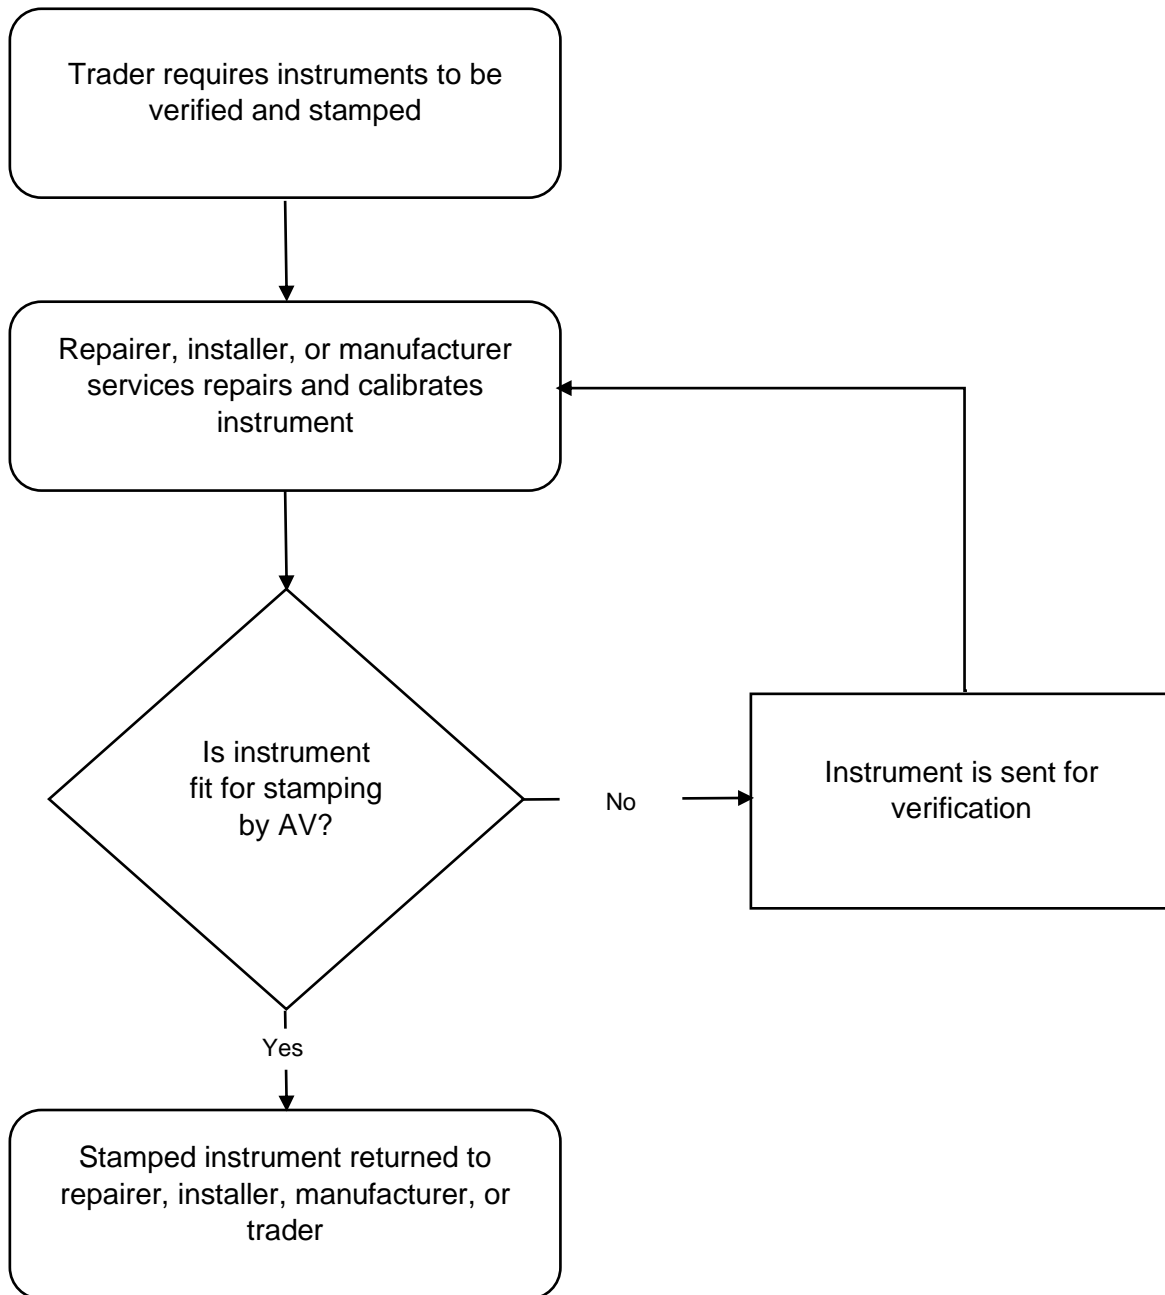 Trader requires instruments to be
verified and stamped
Repairer, installer, or manufacturer
services repairs and calibrates
instrument
Is instrument
fit for stamping
by AV?
No
Instrument is sent for
verification
Yes
Stamped instrument returned to
repairer, installer, manufacturer, or
trader